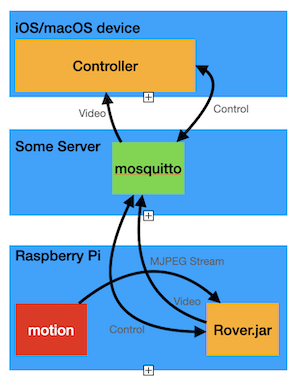 iOS/macOS device
Controller
Video
Control
Some Server
mosquitto
Raspberry Pi
MJPEG Stream
Video
motion
Control
Rover.jar